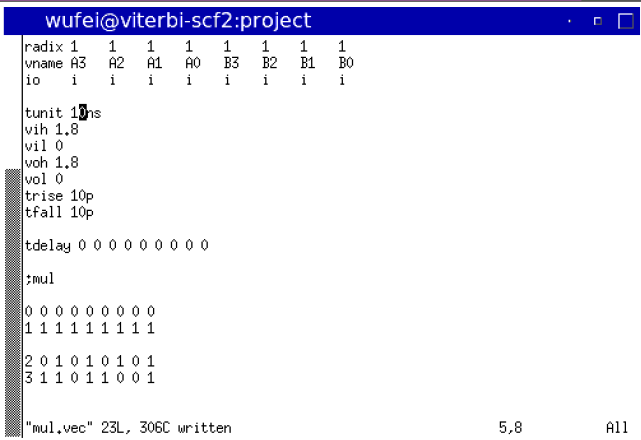 wufei@viterbi-scf2:project
radix 1 1 1 1 1 1 1 1
vname A3 A2 A1 A0 B3 B2 B1 B0
io i i i i i i i i
tunit 10ns
vih 1.8
vil 0
voh 1.8
vol 0
trise 10p
tfall 10p
tdelay 0 0 0 0 0 0 0 0 0
;mul
0 0 0 0 0 0 0 0 0
1 1 1 1 1 1 1 1 1
2 0 1 0 1 0 1 0 1
3 1 1 0 1 1 0 0 1
"mul.vec" 23L, 306C written 5,8 All